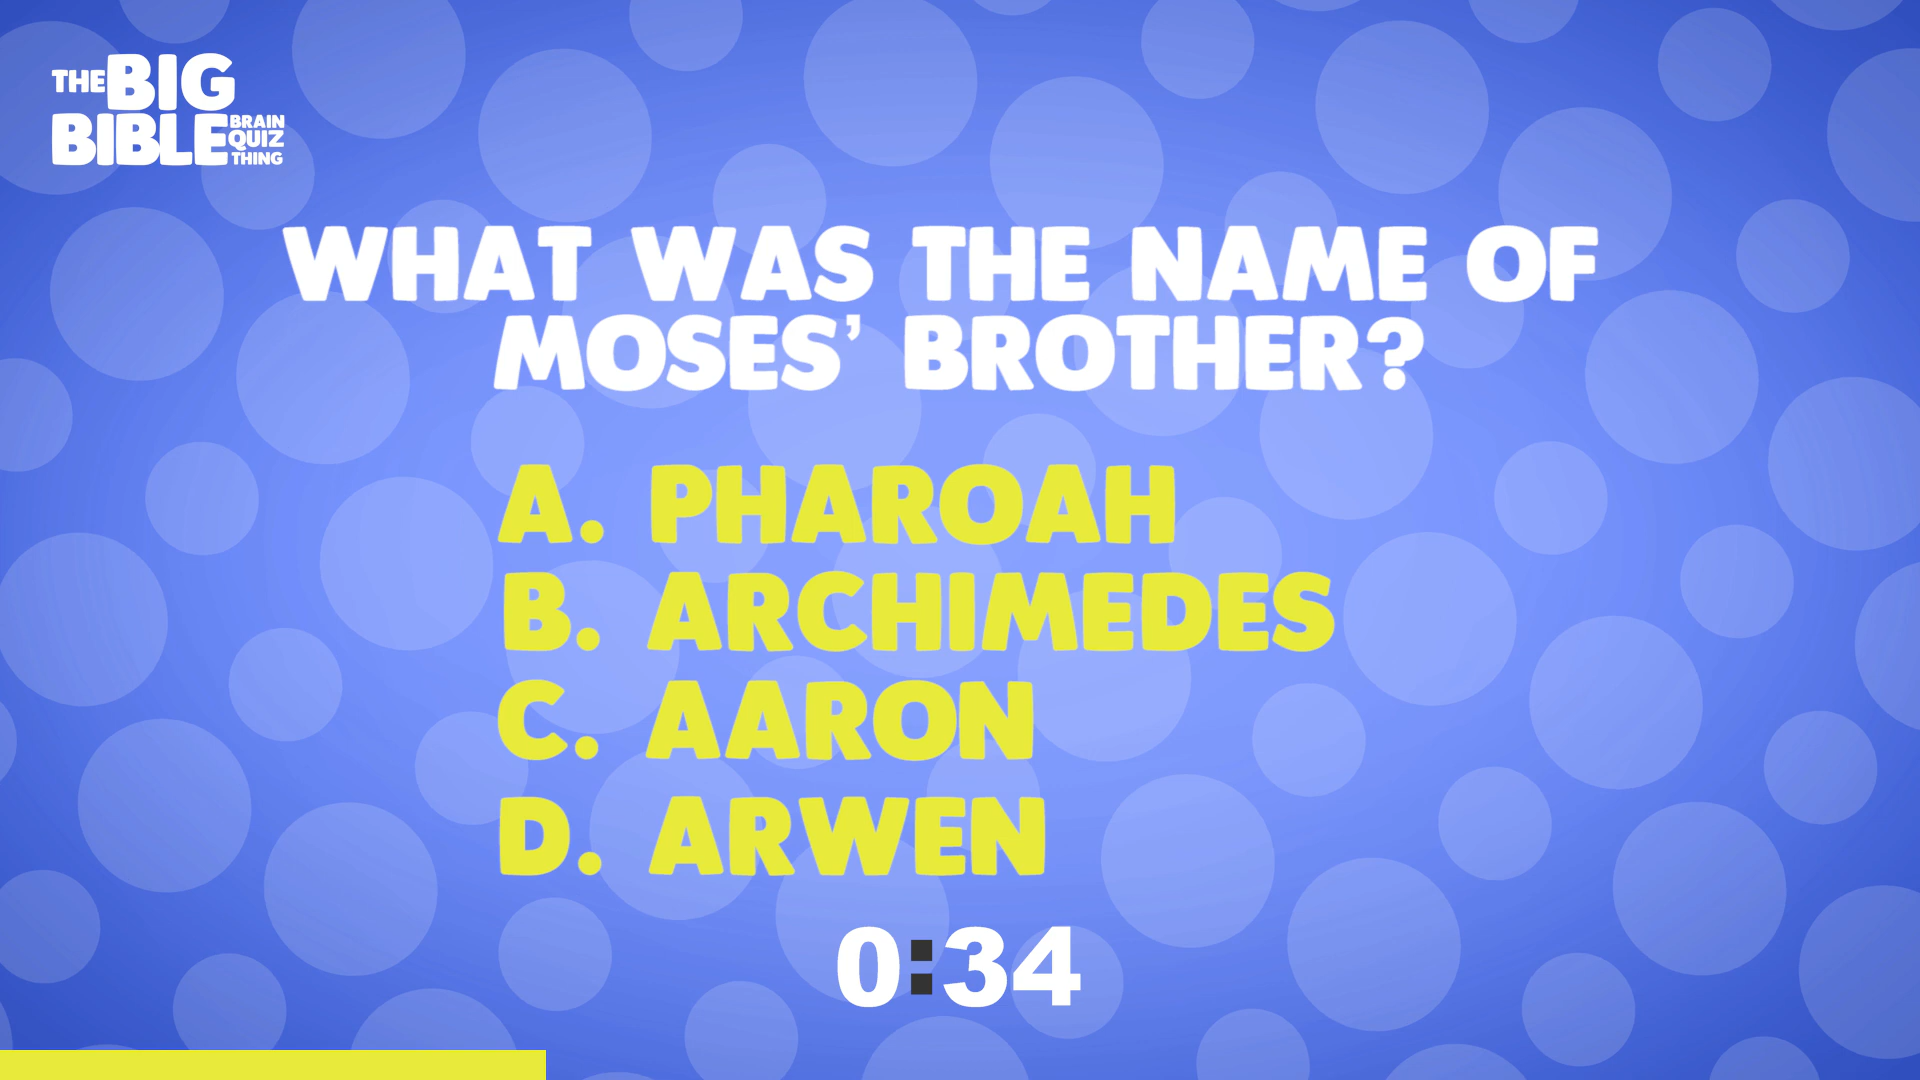 THE BIG
BIBLE BRAIN
QUIZ
THING
WHAT WAS THE NAME OF
MOSES’ BROTHER?
A. PHAROAH
B. ARCHIMEDES
C. AARON
D. ARWEN
0:34